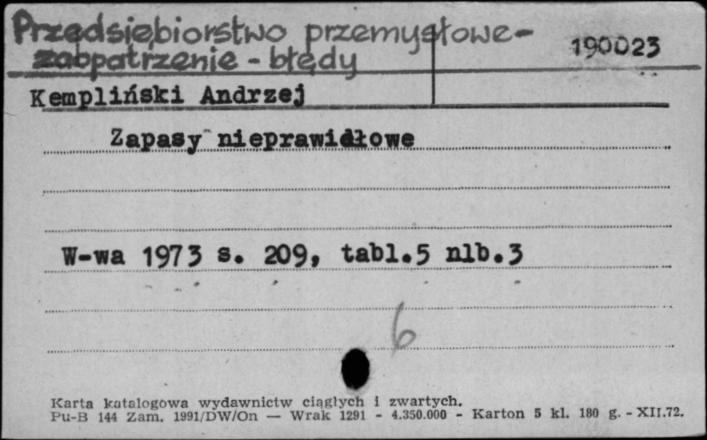 Przedsiębiorstwo przemysłowe-
zaopatrzenie - błędy
190023
Kempliński Andrzej
Zapasy nieprawidłowe
W-wa 1973 s. 209, tabl.5 nlb.3
6
Karta katalogowa wydawnictw ciągłych i zwartych.
Pu-B 144 Zam. 1991/DW/On — Wrak 1291 - 4.350.000 - Karton 5 kl. 180 g. - XII.72.